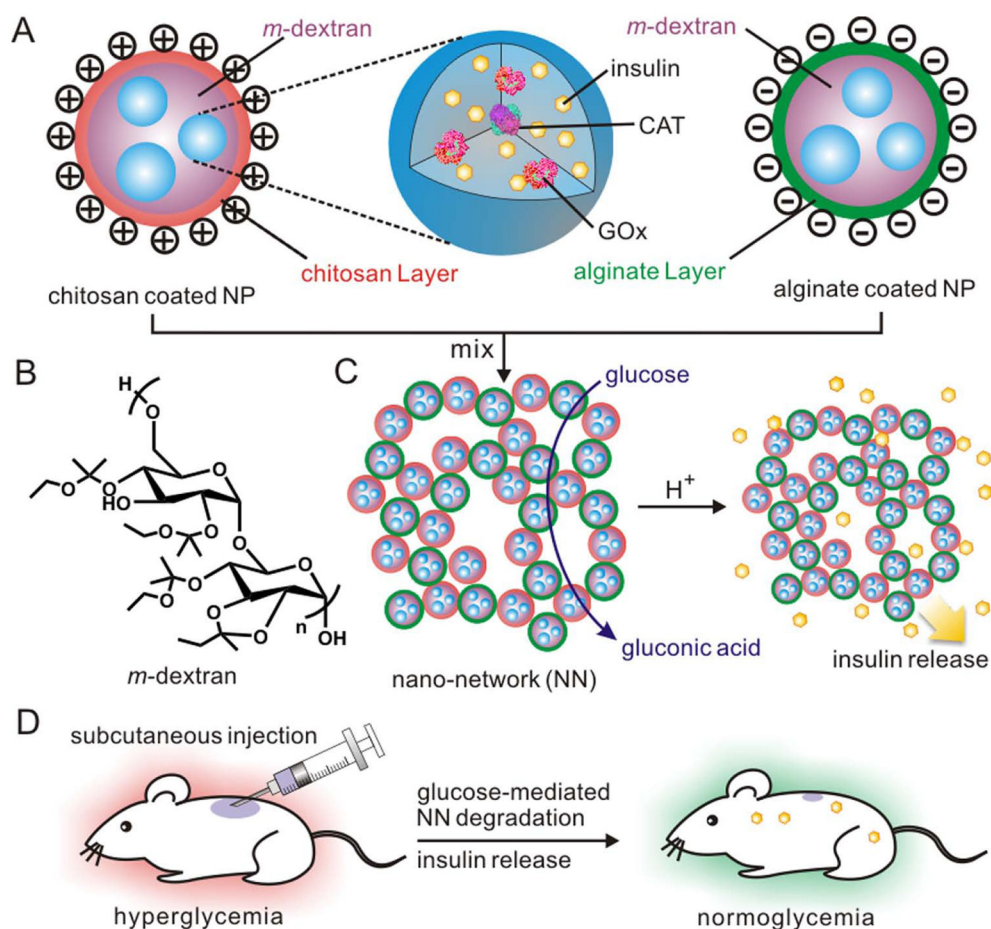 A
m-dextran
insulin
CAT
GOx
m-dextran
chitosan Layer
alginate Layer
chitosan coated NP
alginate coated NP
mix
B
H
O
O
O
O
HO
O
O
O
O
O
O
O
O
O
O
n
OH
m-dextran
C
glucose
H+
gluconic acid
nano-network (NN)
insulin release
D
subcutaneous injection
glucose-mediated
NN degradation
insulin release
hyperglycemia
normoglycemia